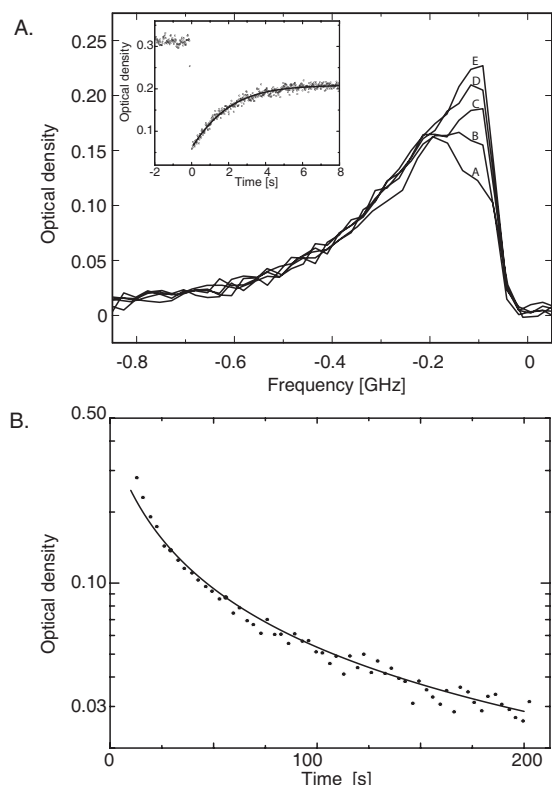 A.
0.25
0.20
0.15
0.10
0.05
0
Optical density
-0.8
-0.6
-0.4
-0.2
0
Frequency [GHz]
E
D
C
B
A
0.3
0.2
0.1
Optical density
-2
0
2
4
6
8
Time [s]
B.
0.50
0.10
0.03
Optical density
0
50
100
150
200
Time [s]